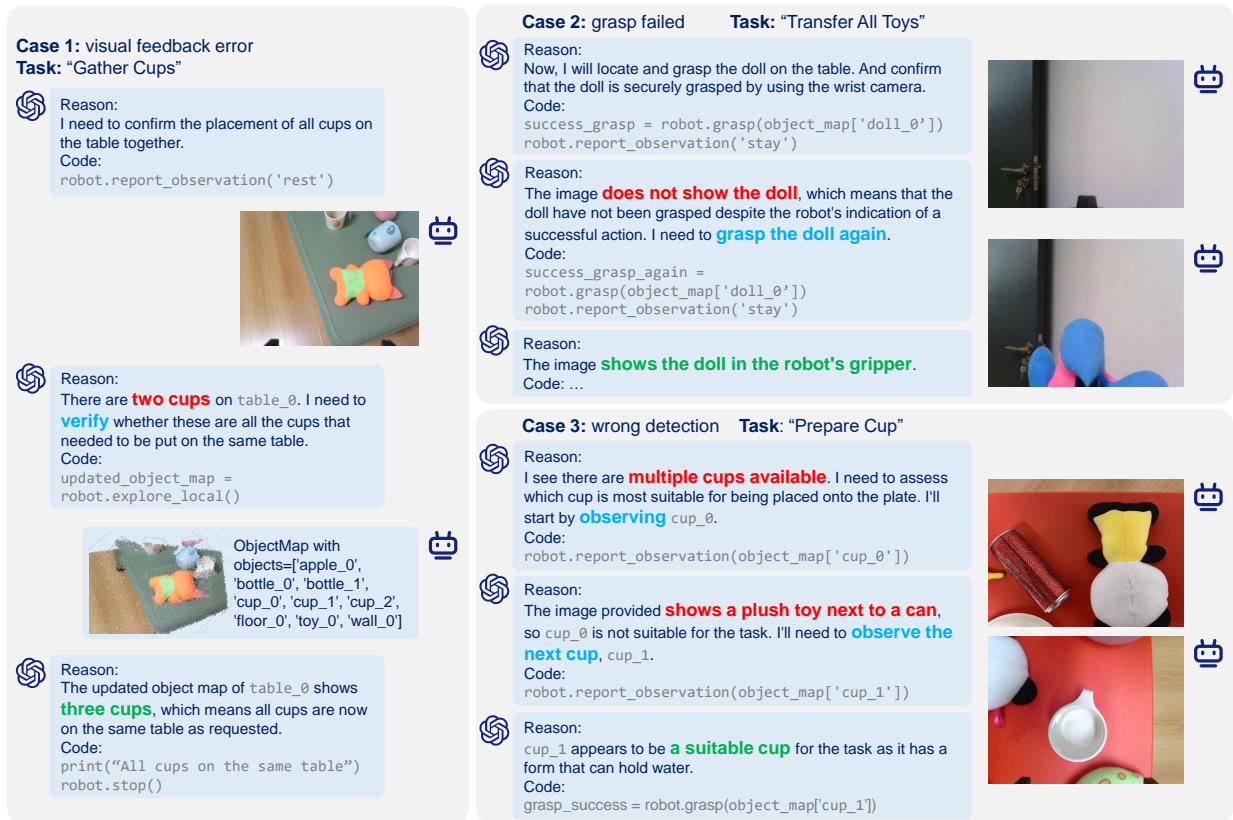 Case 1: visual feedback error
Task: “Gather Cups”
Reason:
I need to confirm the placement of all cups on
the table together.
Code:
robot.report_observation('rest')
Reason:
There are two cups on table_0. I need to
verify whether these are all the cups that
needed to be put on the same table.
Code:
updated_object_map =
robot.explore_local()
ObjectMap with
objects=['apple_0',
'bottle_0', 'bottle_1',
'cup_0', 'cup_1', 'cup_2',
'floor_0', 'toy_0', 'wall_0']
Reason:
The updated object map of table_0 shows
three cups, which means all cups are now
on the same table as requested.
Code:
print(“All cups on the same table”)
robot.stop()
Case 2: grasp failed Task: “Transfer All Toys”
Reason:
Now, I will locate and grasp the doll on the table. And confirm
that the doll is securely grasped by using the wrist camera.
Code:
success_grasp = robot.grasp(object_map['doll_0’])
robot.report_observation('stay')
Reason:
The image does not show the doll, which means that the
doll have not been grasped despite the robot's indication of a
successful action. I need to grasp the doll again.
Code:
success_grasp_again =
robot.grasp(object_map['doll_0’])
robot.report_observation('stay')
Reason:
The image shows the doll in the robot's gripper.
Code: …
Case 3: wrong detection Task: “Prepare Cup”
Reason:
I see there are multiple cups available. I need to assess
which cup is most suitable for being placed onto the plate. I'll
start by observing cup_0.
Code:
robot.report_observation(object_map['cup_0'])
Reason:
The image provided shows a plush toy next to a can,
so cup_0 is not suitable for the task. I'll need to observe the
next cup, cup_1.
Code:
robot.report_observation(object_map['cup_1'])
Reason:
cup_1 appears to be a suitable cup for the task as it has a
form that can hold water.
Code:
grasp_success = robot.grasp(object_map['cup_1'])